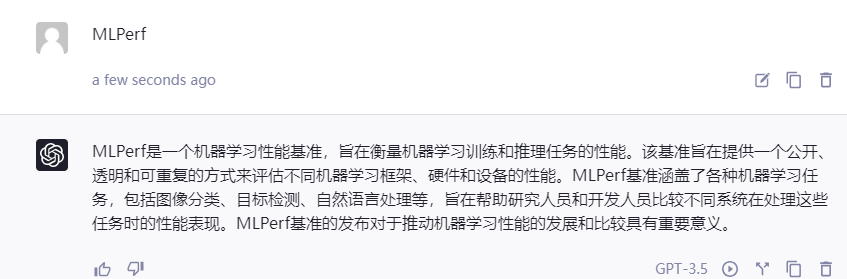 MLPerf
a few seconds ago
MLPerf是一个机器学习性能基准，旨在衡量机器学习训练和推理任务的性能。该基准旨在提供一个公开、
透明和可重复的方式来评估不同机器学习框架、硬件和设备的性能。MLPerf基准涵盖了各种机器学习任
务，包括图像分类、目标检测、自然语言处理等，旨在帮助研究人员和开发人员比较不同系统在处理这些
任务时的性能表现。MLPerf基准的发布对于推动机器学习性能的发展和比较具有重要意义。
GPT-3.5